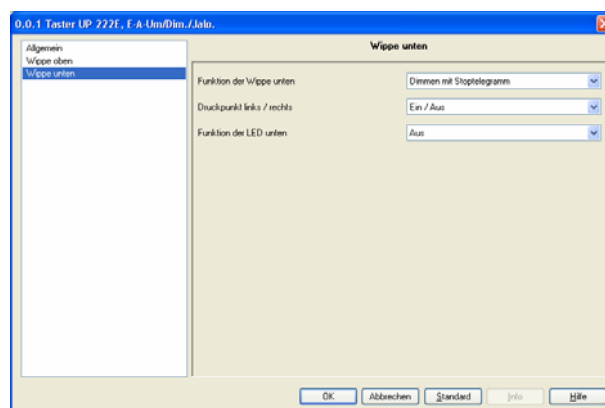 0.0.1 Taster UP 222E, E-A-Um/Dim./Jalo.
Allgemein
Wippe oben
Wippe unten
Wippe unten
Funktion der Wippe unten
Dimmen mit Stoptelegramm
Druckpunkt links / rechts
Ein / Aus
Funktion der LED unten
Aus
OK
Abbrechen
Standard
Info
Hilfe